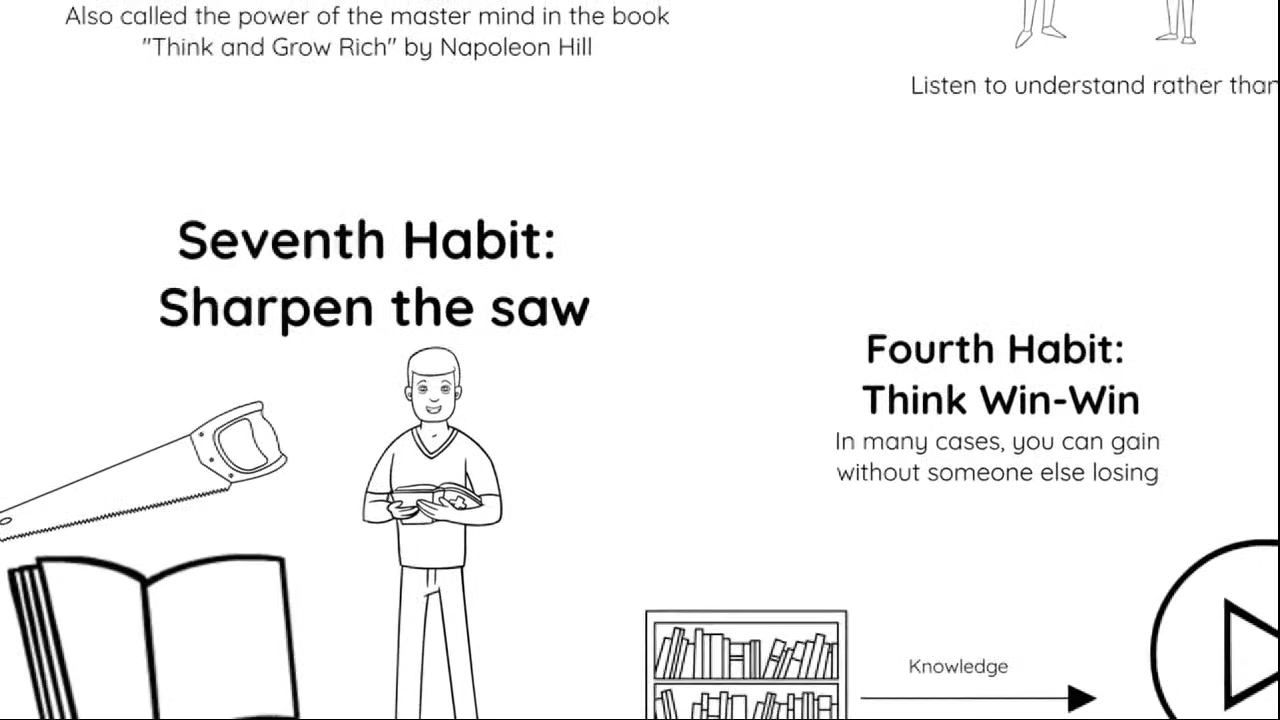 Also called the power of the master mind in the book
"Think and Grow Rich" by Napoleon Hill
Listen to understand rather than
Seventh Habit:
Sharpen the saw
Fourth Habit:
Think Win-Win
In many cases, you can gain
without someone else losing
Knowledge